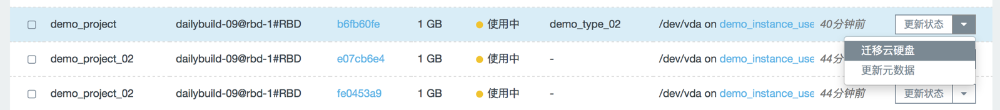 demo_project dailybuild-09@rbd-1#RBD b6fb60fe 1 GB 使用中 demo_type_02 /dev/vda on demo_instance_use 40分钟前 更新状态
迁移云硬盘
demo_project_02 dailybuild-09@rbd-1#RBD e07cb6e4 1 GB 使用中 - /dev/vda on demo_instance_use 44分
更新元数据
demo_project_02 dailybuild-09@rbd-1#RBD fe0453a9 1 GB 使用中 - /dev/vda on demo_instance_use 44分钟前 更新状态